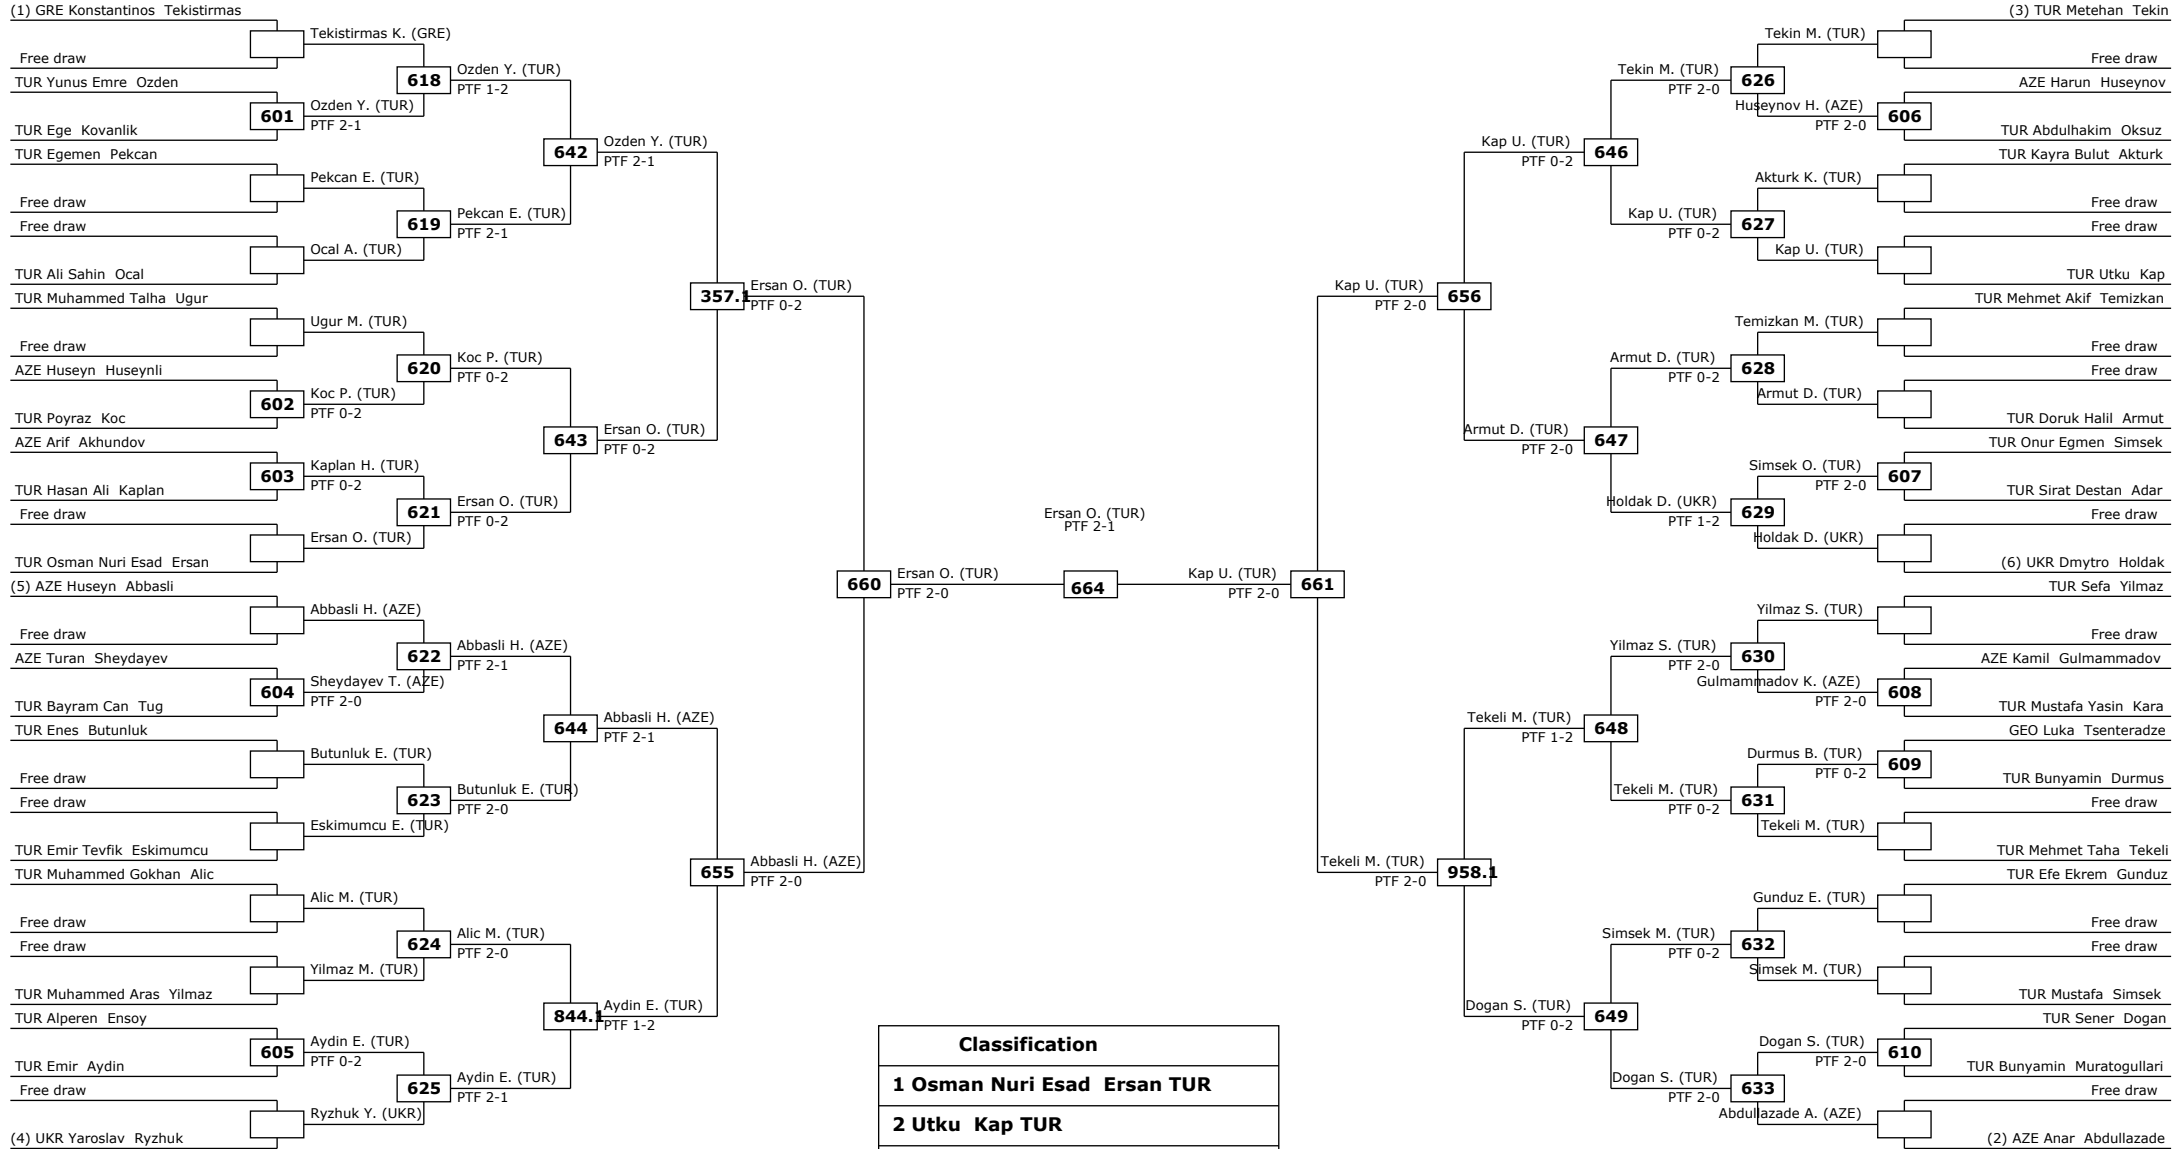 (1) GRE Konstantinos Tekistirmas
Tekistirmas K. (GRE)
Free draw
618
Ozden Y. (TUR)
PTF 1-2
TUR Yunus Emre Ozden
601
Ozden Y. (TUR)
PTF 2-1
TUR Ege Kovanlik
642
Ozden Y. (TUR)
PTF 2-1
TUR Egemen Pekcan
Pekcan E. (TUR)
Free draw
619
Pekcan E. (TUR)
PTF 2-1
Free draw
Ocal A. (TUR)
TUR Ali Sahin Ocal
357.1
Ersan O. (TUR)
PTF 0-2
TUR Muhammed Talha Ugur
Ugur M. (TUR)
Free draw
620
Koc P. (TUR)
PTF 0-2
AZE Huseyn Huseynli
602
Koc P. (TUR)
PTF 0-2
TUR Poyraz Koc
643
Ersan O. (TUR)
PTF 0-2
AZE Arif Akhundov
603
Kaplan H. (TUR)
PTF 0-2
TUR Hasan Ali Kaplan
621
Ersan O. (TUR)
PTF 0-2
Free draw
Ersan O. (TUR)
TUR Osman Nuri Esad Ersan
660
Ersan O. (TUR)
PTF 2-0
(5) AZE Huseyn Abbasli
Abbasli H. (AZE)
Free draw
622
Abbasli H. (AZE)
PTF 2-1
AZE Turan Sheydayev
604
Sheydayev T. (AZE)
PTF 2-0
TUR Bayram Can Tug
644
Abbasli H. (AZE)
PTF 2-1
TUR Enes Butunluk
Butunluk E. (TUR)
Free draw
623
Butunluk E. (TUR)
PTF 2-0
Free draw
Eskimumcu E. (TUR)
TUR Emir Tevfik Eskimumcu
655
Abbasli H. (AZE)
PTF 2-0
TUR Muhammed Gokhan Alic
Alic M. (TUR)
Free draw
624
Alic M. (TUR)
PTF 2-0
Free draw
Yilmaz M. (TUR)
TUR Muhammed Aras Yilmaz
844.1
Aydin E. (TUR)
PTF 1-2
TUR Alperen Ensoy
605
Aydin E. (TUR)
PTF 0-2
TUR Emir Aydin
625
Aydin E. (TUR)
PTF 2-1
Free draw
Ryzhuk Y. (UKR)
(4) UKR Yaroslav Ryzhuk
Ersan O. (TUR)
PTF 2-1
664
(3) TUR Metehan Tekin
Tekin M. (TUR)
Free draw
Tekin M. (TUR)
PTF 2-0
626
AZE Harun Huseynov
Huseynov H. (AZE)
PTF 2-0
606
TUR Abdulhakim Oksuz
Kap U. (TUR)
PTF 0-2
646
TUR Kayra Bulut Akturk
Akturk K. (TUR)
Free draw
Kap U. (TUR)
PTF 0-2
627
Free draw
Kap U. (TUR)
TUR Utku Kap
Kap U. (TUR)
PTF 2-0
656
TUR Mehmet Akif Temizkan
Temizkan M. (TUR)
Free draw
Armut D. (TUR)
PTF 0-2
628
Free draw
Armut D. (TUR)
TUR Doruk Halil Armut
Armut D. (TUR)
PTF 2-0
647
TUR Onur Egmen Simsek
Simsek O. (TUR)
PTF 2-0
607
TUR Sirat Destan Adar
Holdak D. (UKR)
PTF 1-2
629
Free draw
Holdak D. (UKR)
(6) UKR Dmytro Holdak
Kap U. (TUR)
PTF 2-0
661
TUR Sefa Yilmaz
Yilmaz S. (TUR)
Free draw
Yilmaz S. (TUR)
PTF 2-0
630
AZE Kamil Gulmammadov
Gulmammadov K. (AZE)
PTF 2-0
608
TUR Mustafa Yasin Kara
Tekeli M. (TUR)
PTF 1-2
648
GEO Luka Tsenteradze
Durmus B. (TUR)
PTF 0-2
609
TUR Bunyamin Durmus
Tekeli M. (TUR)
PTF 0-2
631
Free draw
Tekeli M. (TUR)
TUR Mehmet Taha Tekeli
Tekeli M. (TUR)
PTF 2-0
958.1
TUR Efe Ekrem Gunduz
Gunduz E. (TUR)
Free draw
Simsek M. (TUR)
PTF 0-2
632
Free draw
Simsek M. (TUR)
TUR Mustafa Simsek
Dogan S. (TUR)
PTF 0-2
649
TUR Sener Dogan
Dogan S. (TUR)
PTF 2-0
610
TUR Bunyamin Muratogullari
Dogan S. (TUR)
PTF 2-0
633
Free draw
Abdullazade A. (AZE)
(2) AZE Anar Abdullazade
Classification
1 Osman Nuri Esad Ersan TUR
2 Utku Kap TUR